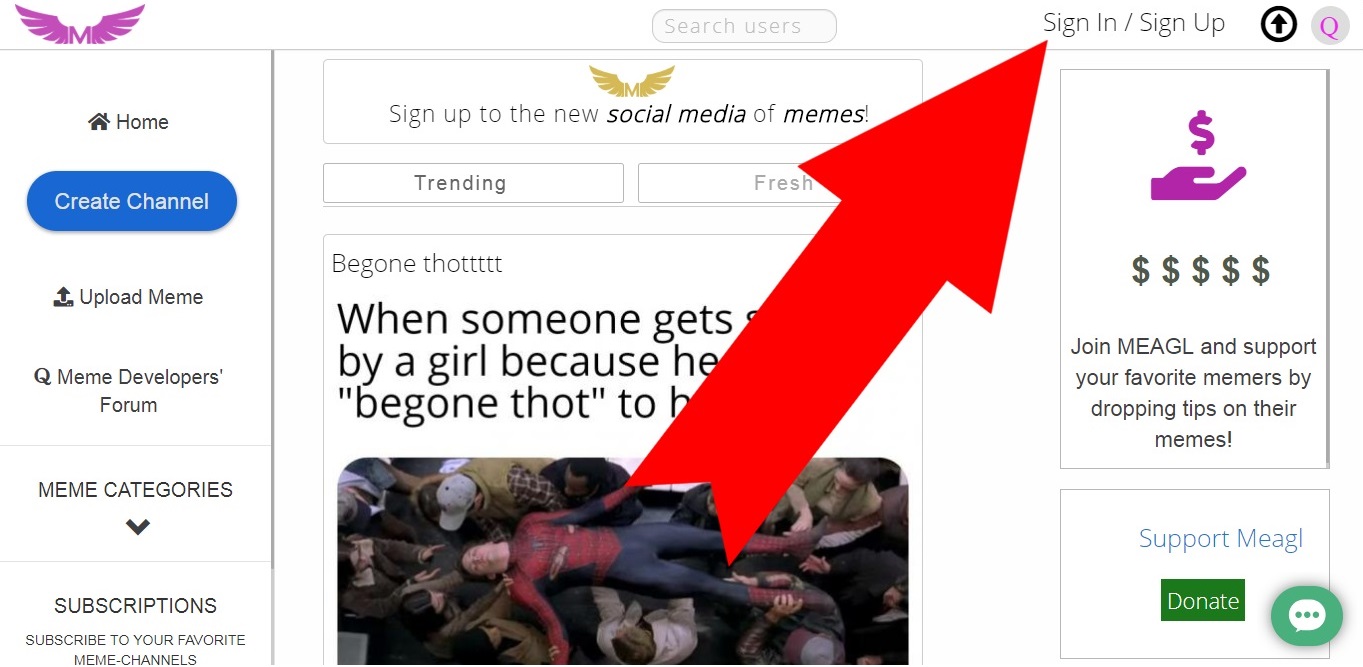 M
Search users
Sign In / Sign Up
Q
Home
Create Channel
Upload Meme
Q Meme Developers'
Forum
MEME CATEGORIES
SUBSCRIPTIONS
SUBSCRIBE TO YOUR FAVORITE
MEME-CHANNELS
M
Sign up to the new social media of memes!
Trending
Fresh
Begone thottttt
When someone gets
by a girl because he
"begone thot" to
$
$ $ $ $ $
Join MEAGL and support
your favorite memers by
dropping tips on their
memes!
Support Meagl
Donate